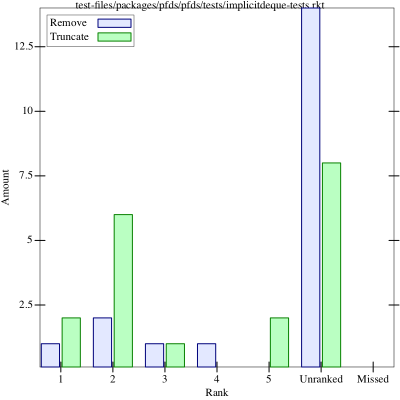 test-files/packages/pfds/pfds/tests/implicitdeque-tests.rkt
Remove
Truncate
12.5
10
7.5
5
2.5
Amount
1 2 3 4 5 Unranked Missed
Rank